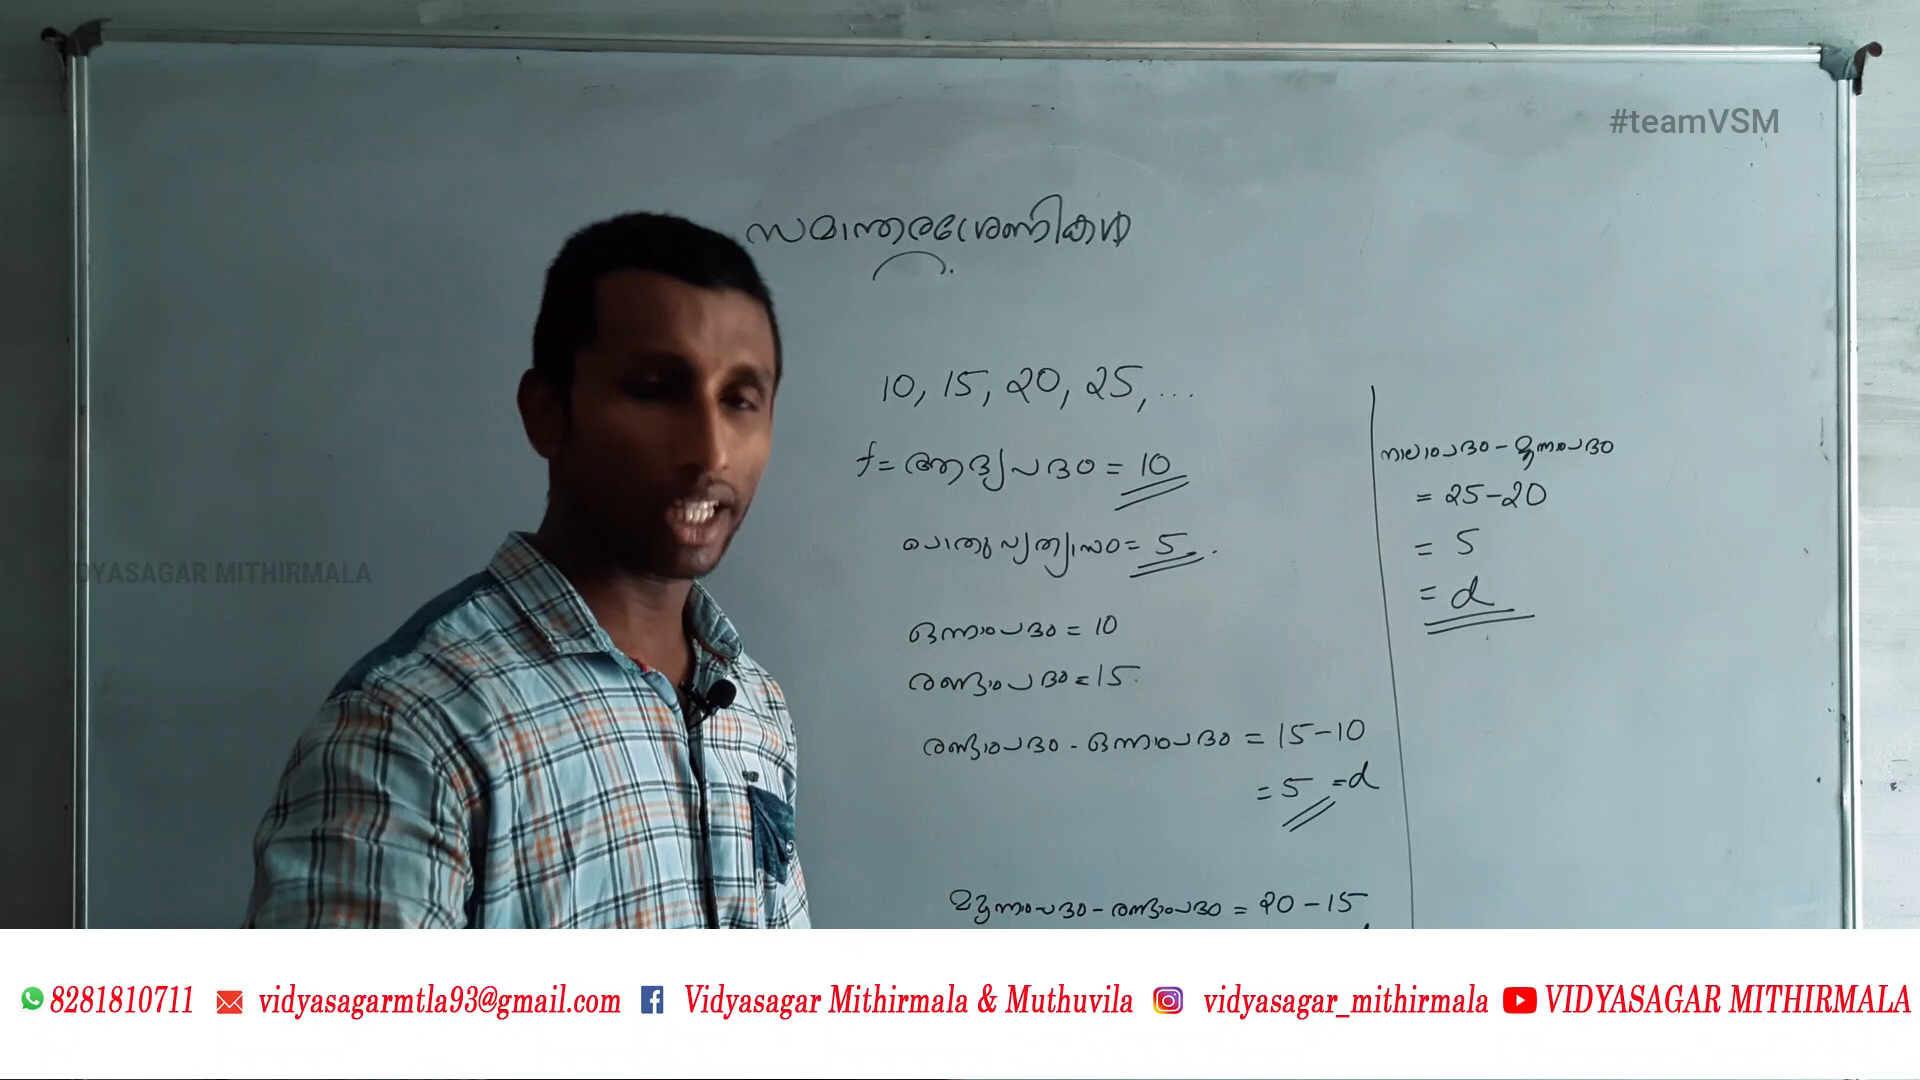 #teamVSM
സമാന്തരശ്രേണികൾ
10, 15, 20, 25, ...
f = ആദ്യപദം = 10
പൊതുവ്യത്യാസം = 5
ഒന്നാംപദം = 10
രണ്ടാംപദം = 15
രണ്ടാംപദം - ഒന്നാംപദം = 15 - 10
= 5 = d
മൂന്നാംപദം - രണ്ടാംപദം = 20 - 15
നാലാംപദം - മൂന്നാംപദം
= 25 - 20
= 5
= d
DYASAGAR MITHIRMALA
8281810711 vidyasagarmtla93@gmail.com Vidyasagar Mithirmala & Muthuvila vidyasagar_mithirmala VIDYASAGAR MITHIRMALA